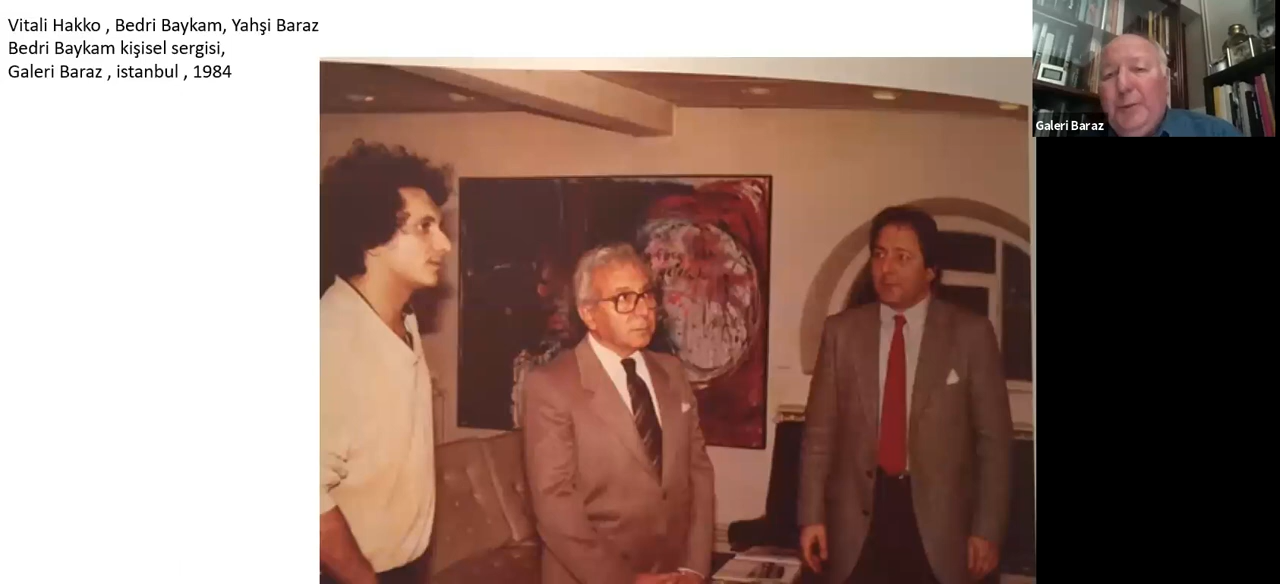 Vitali Hakko , Bedri Baykam, Yahşi Baraz
Bedri Baykam kişisel sergisi,
Galeri Baraz , istanbul , 1984
Galeri Baraz